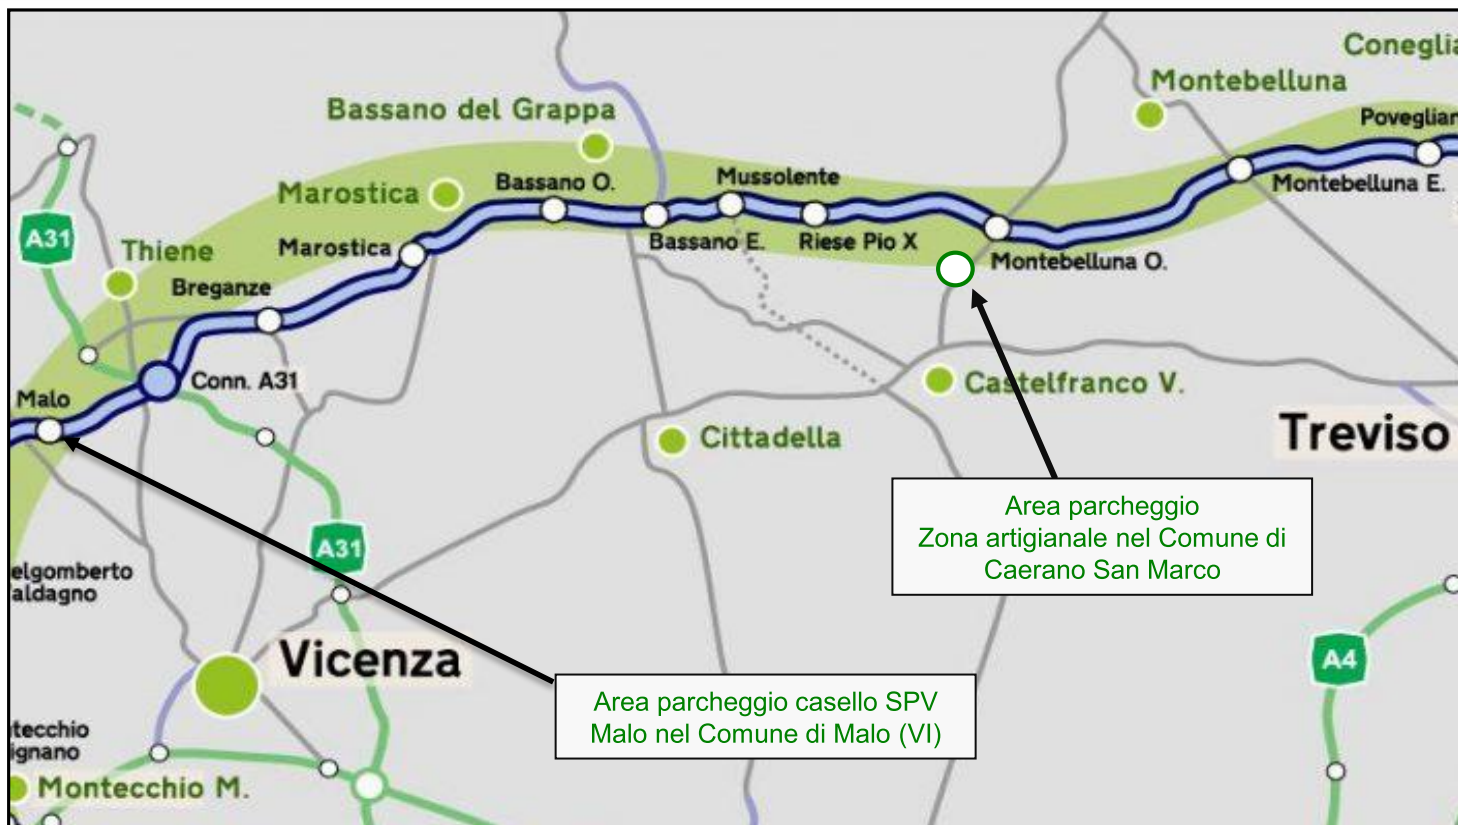 Coneglia
Montebelluna
Bassano del Grappa
Povegliar
Mussolente
Bassano O.
Montebelluna E.
Marostica
A31
Marostica
Bassano E.
Riese Pio X
Thiene
Montebelluna O.
Breganze
Conn. A31
Castelfranco V.
Malo
Treviso
Cittadella
Area parcheggio
Zona artigianale nel Comune di
Caerano San Marco
A31
elgomberto
aldagno
Vicenza
A4
Area parcheggio casello SPV
Malo nel Comune di Malo (VI)
tecchio
ignano
Montecchio M.